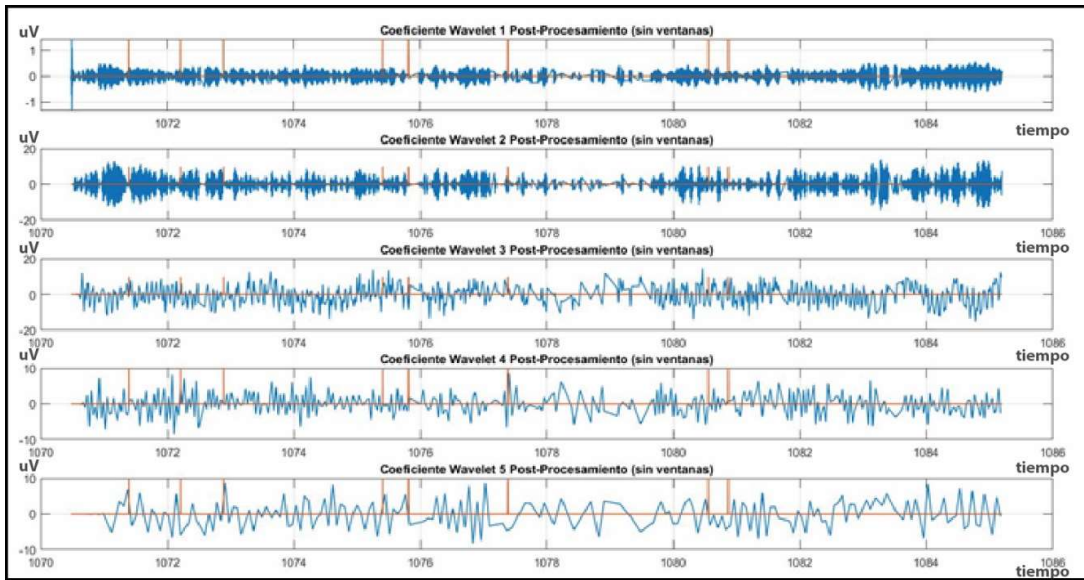 Coeficiente Wavelet 1 Post-Procesamiento (sin ventanas)
uV
1
0
-1
1072 1074 1076 1078 1080 1082 1084
tiempo
Coeficiente Wavelet 2 Post-Procesamiento (sin ventanas)
uV
20
0
-20
1070 1072 1074 1076 1078 1080 1082 1084 1086
tiempo
Coeficiente Wavelet 3 Post-Procesamiento (sin ventanas)
uV
20
0
-20
1070 1072 1074 1076 1078 1080 1082 1084 1086
tiempo
Coeficiente Wavelet 4 Post-Procesamiento (sin ventanas)
uV
10
0
-10
1070 1072 1074 1076 1078 1080 1082 1084 1086
tiempo
Coeficiente Wavelet 5 Post-Procesamiento (sin ventanas)
uV
10
0
-10
1070 1072 1074 1076 1078 1080 1082 1084 1086
tiempo